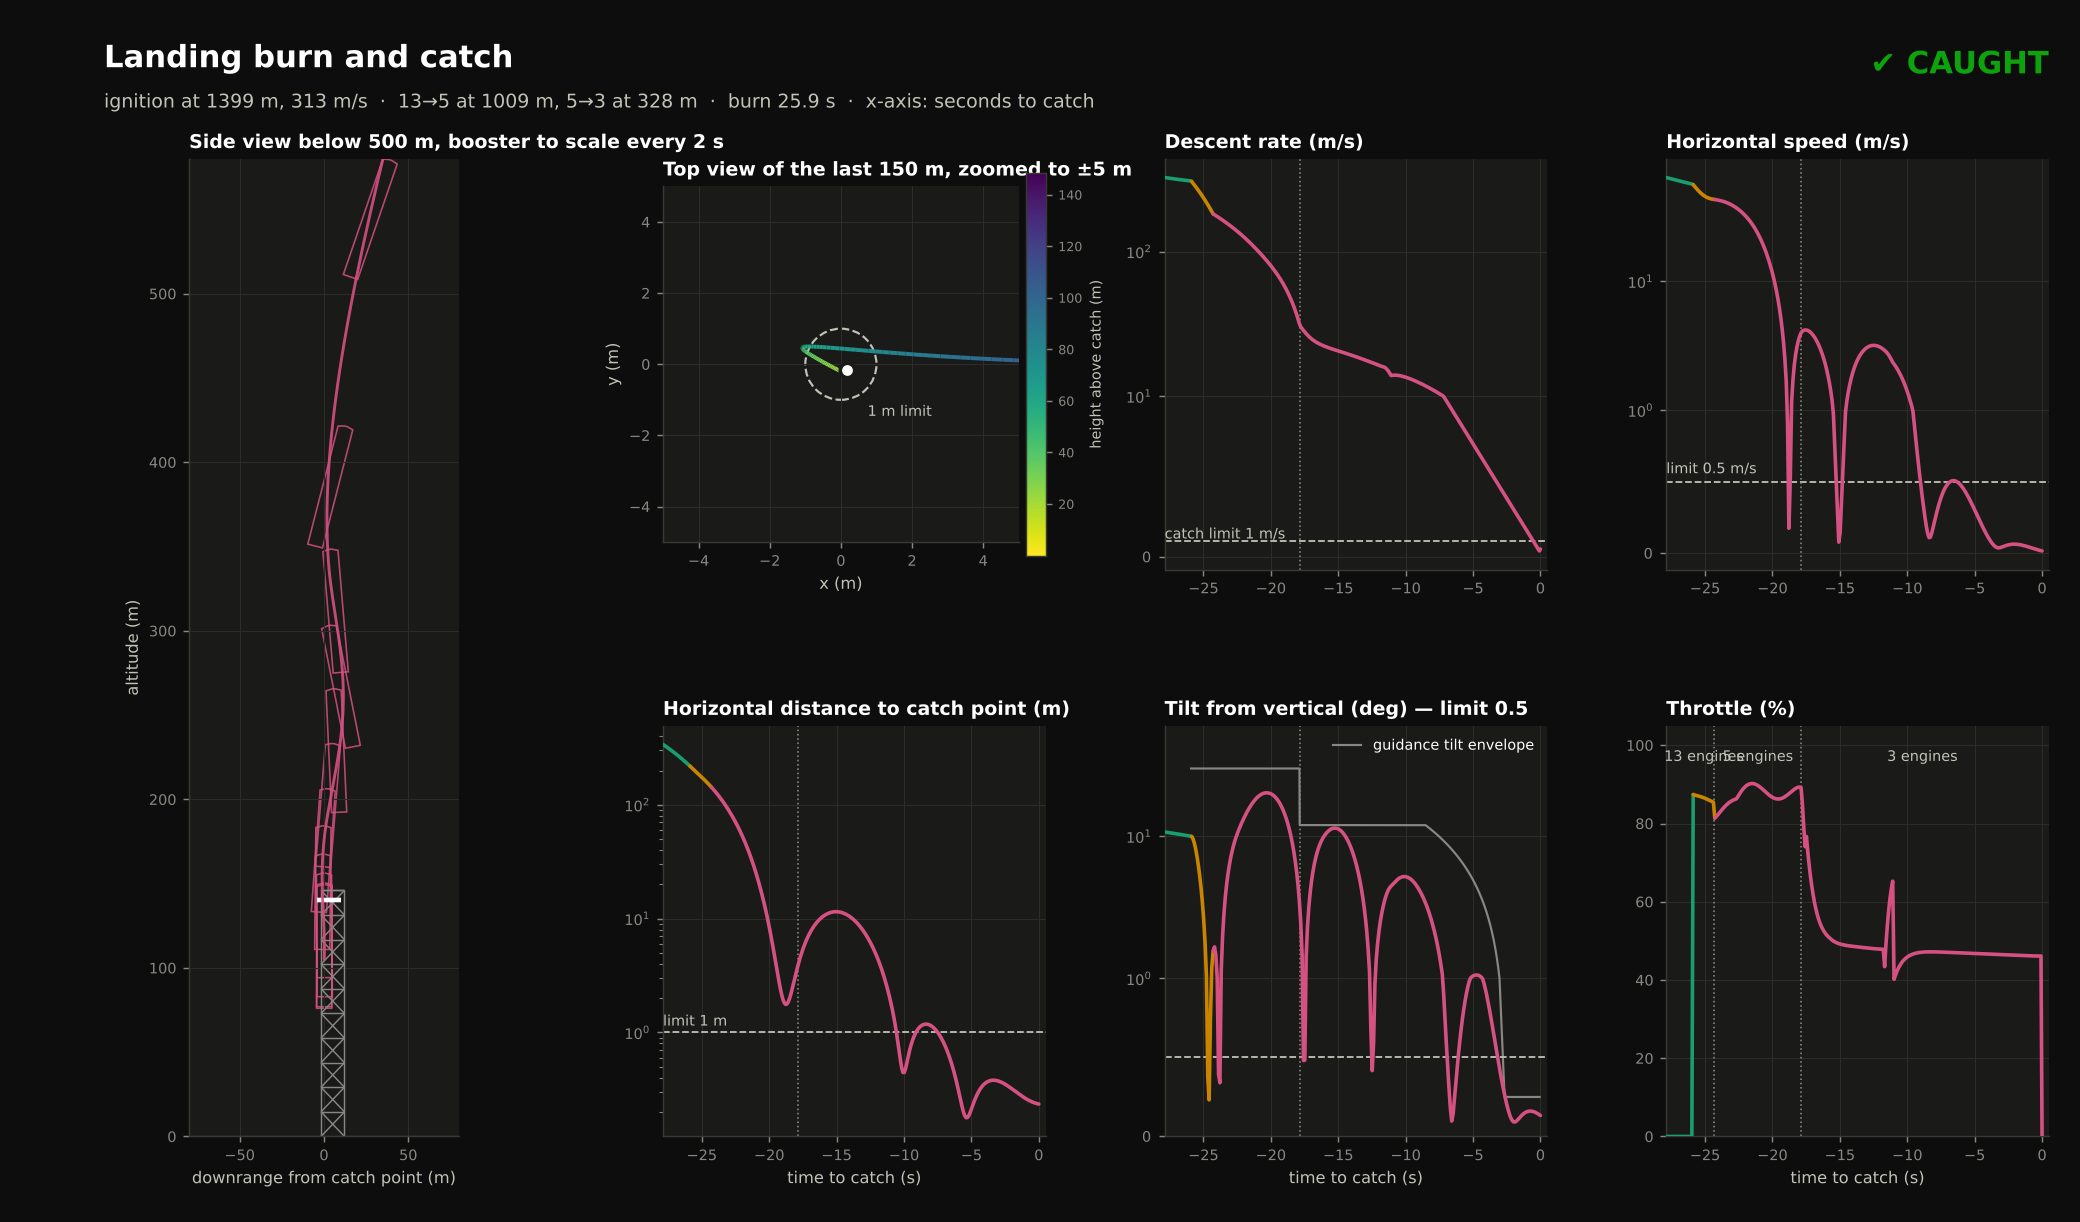 Landing burn and catch
✔ CAUGHT
ignition at 1399 m, 313 m/s · 13→5 at 1009 m, 5→3 at 328 m · burn 25.9 s · x-axis: seconds to catch
Side view below 500 m, booster to scale every 2 s
altitude (m)
500
400
300
200
100
0
−50 0 50
downrange from catch point (m)
Top view of the last 150 m, zoomed to ±5 m
y (m)
4
2
0
−2
−4
1 m limit
−4 −2 0 2 4
x (m)
140
120
100
80
60
40
20
height above catch (m)
Descent rate (m/s)
10²
10¹
catch limit 1 m/s
0
−25 −20 −15 −10 −5 0
Horizontal speed (m/s)
10¹
10⁰
limit 0.5 m/s
0
−25 −20 −15 −10 −5 0
Horizontal distance to catch point (m)
10²
10¹
limit 1 m
10⁰
−25 −20 −15 −10 −5 0
time to catch (s)
Tilt from vertical (deg) — limit 0.5
guidance tilt envelope
10¹
10⁰
0
−25 −20 −15 −10 −5 0
time to catch (s)
Throttle (%)
100
13 engines 5 engines 3 engines
80
60
40
20
0
−25 −20 −15 −10 −5 0
time to catch (s)